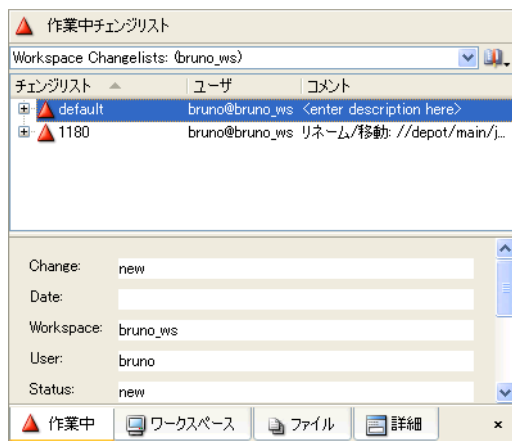 作業中チェンジリスト
Workspace Changelists: (bruno_ws)
チェンジリスト ユーザ コメント
default bruno@bruno_ws <enter description here>
1180 bruno@bruno_ws リネーム/移動: //depot/main/j...
Change: new
Date:
Workspace: bruno_ws
User: bruno
Status: new
作業中 ワークスペース ファイル 詳細